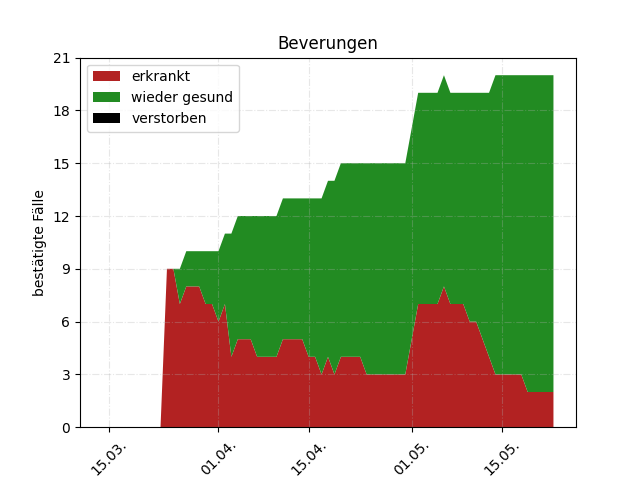 Beverungen
erkrankt
wieder gesund
verstorben
bestätigte Fälle
21
18
15
12
9
6
3
0
15.03.
01.04.
15.04.
01.05.
15.05.